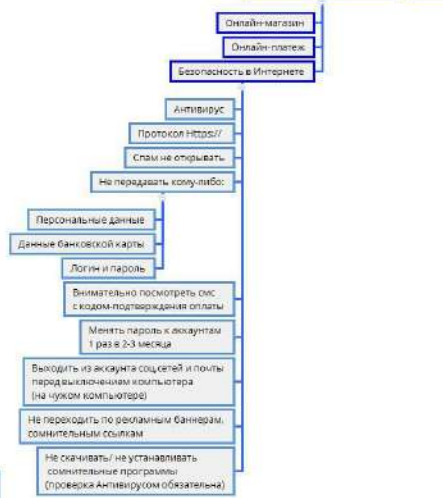 Онлайн-магазин
Онлайн-платеж
Безопасность в Интернете
Антивирус
Протокол Https://
Спам не открывать
Не передавать кому-либо:
Персональные данные
Данные банковской карты
Логин и пароль
Внимательно посмотреть смс
с кодом-подтверждения оплаты
Менять пароль к аккаунтам
1 раз в 2-3 месяца
Выходить из аккаунта соц.сетей и почты
перед выключением компьютера
(на чужом компьютере)
Не переходить по рекламным баннерам,
сомнительным ссылкам
Не скачивать/ не устанавливать
сомнительные программы
(проверка Антивирусом обязательна)